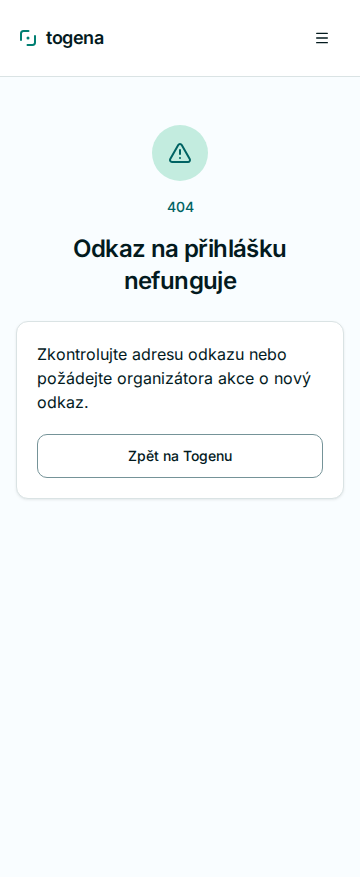 togena
404
Odkaz na přihlášku
nefunguje
Zkontrolujte adresu odkazu nebo
požádejte organizátora akce o nový
odkaz.
Zpět na Togenu